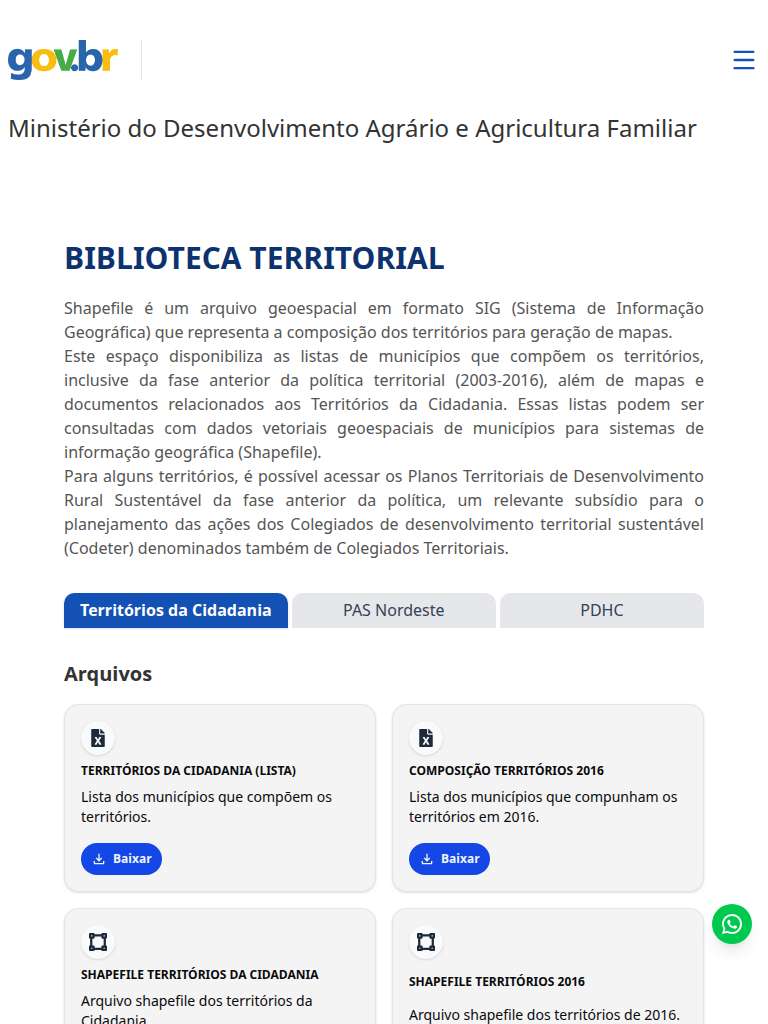 gov.br
Ministério do Desenvolvimento Agrário e Agricultura Familiar
BIBLIOTECA TERRITORIAL
Shapefile é um arquivo geoespacial em formato SIG (Sistema de Informação
Geográfica) que representa a composição dos territórios para geração de mapas.
Este espaço disponibiliza as listas de municípios que compõem os territórios,
inclusive da fase anterior da política territorial (2003-2016), além de mapas e
documentos relacionados aos Territórios da Cidadania. Essas listas podem ser
consultadas com dados vetoriais geoespaciais de municípios para sistemas de
informação geográfica (Shapefile).
Para alguns territórios, é possível acessar os Planos Territoriais de Desenvolvimento
Rural Sustentável da fase anterior da política, um relevante subsídio para o
planejamento das ações dos Colegiados de desenvolvimento territorial sustentável
(Codeter) denominados também de Colegiados Territoriais.
Territórios da Cidadania
PAS Nordeste
PDHC
Arquivos
TERRITÓRIOS DA CIDADANIA (LISTA)
Lista dos municípios que compõem os
territórios.
Baixar
COMPOSIÇÃO TERRITÓRIOS 2016
Lista dos municípios que compunham os
territórios em 2016.
Baixar
SHAPEFILE TERRITÓRIOS DA CIDADANIA
Arquivo shapefile dos territórios da
Cidadania
SHAPEFILE TERRITÓRIOS 2016
Arquivo shapefile dos territórios de 2016.